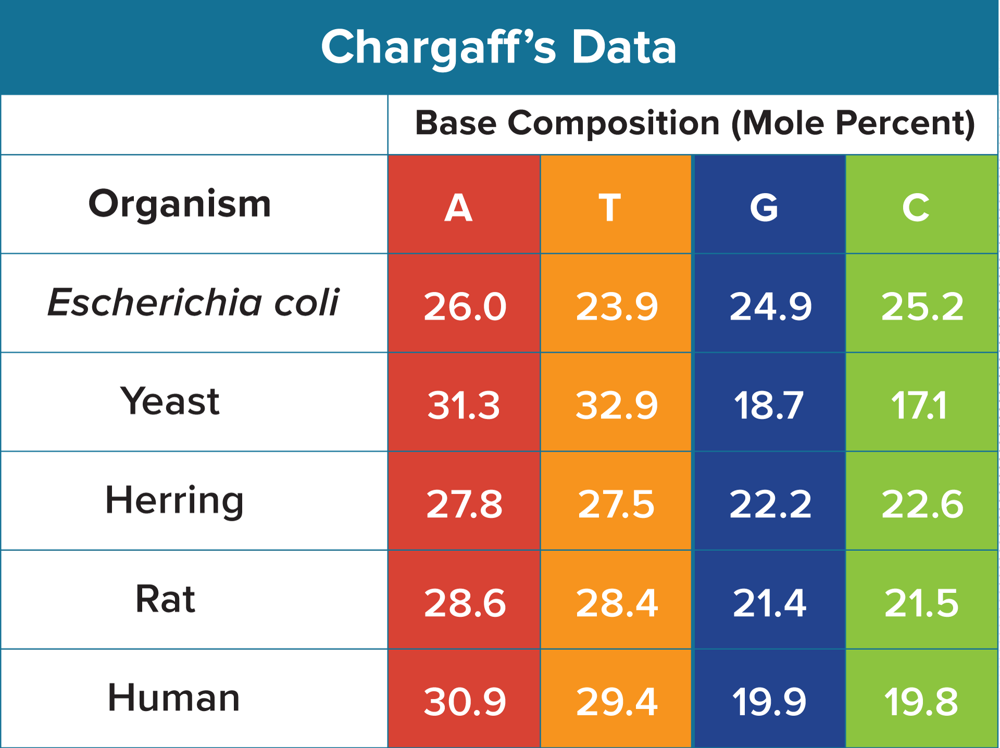 Chargaff’s Data
Base Composition (Mole Percent)
Organism A T G C
Escherichia coli 26.0 23.9 24.9 25.2
Yeast 31.3 32.9 18.7 17.1
Herring 27.8 27.5 22.2 22.6
Rat 28.6 28.4 21.4 21.5
Human 30.9 29.4 19.9 19.8